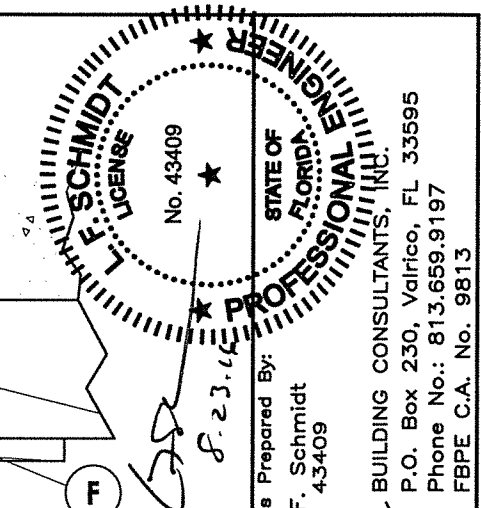 L. F. SCHMIDT
LICENSE
No. 43409
STATE OF
FLORIDA
PROFESSIONAL ENGINEER
8.23.
F
Prepared By:
F. Schmidt
43409
BUILDING CONSULTANTS, INC.
P.O. Box 230, Valrico, FL 33595
Phone No.: 813.659.9197
FBPE C.A. No. 9813